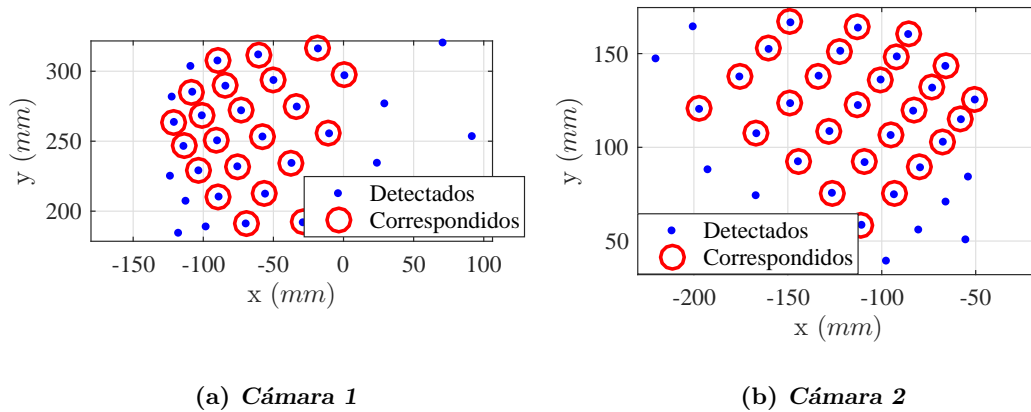 300
250
200
y (mm)
-150
-100
-50
0
50
100
x (mm)
Detectados
Correspondidos
(a) Cámara 1
150
100
50
y (mm)
-200
-150
-100
-50
x (mm)
Detectados
Correspondidos
(b) Cámara 2